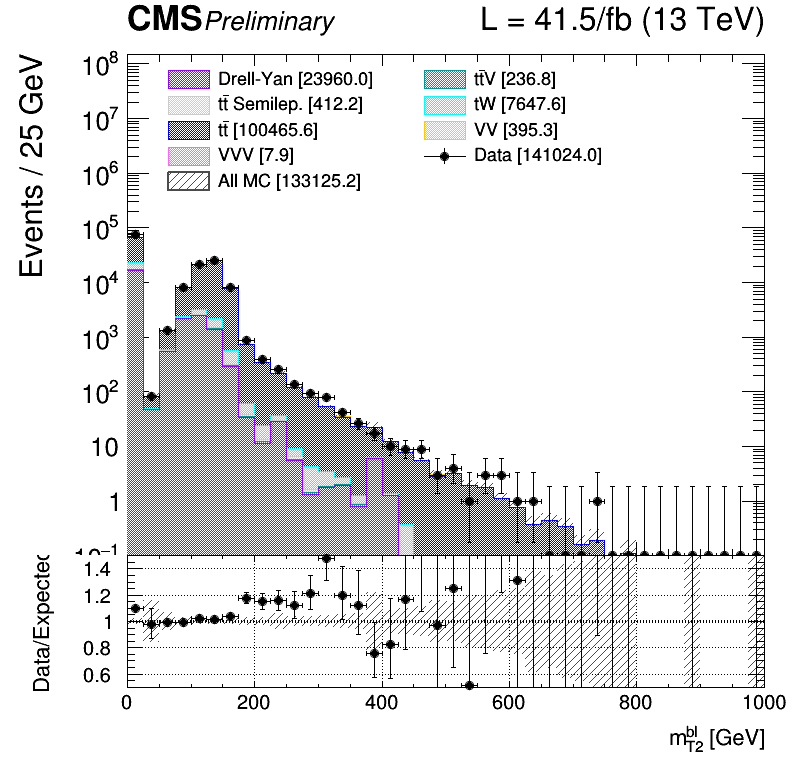 CMS Preliminary L = 41.5/fb (13 TeV)
Events / 25 GeV
10⁸
10⁷
10⁶
10⁵
10⁴
10³
10²
10
1
10⁻¹
Drell-Yan [23960.0]
tt̄ Semilep. [412.2]
tt̄ [100465.6]
VVV [7.9]
All MC [133125.2]
tt̄V [236.8]
tW [7647.6]
VV [395.3]
Data [141024.0]
Data/Expected
1.4
1.2
1
0.8
0.6
0 200 400 600 800 1000
m_{T2}^{bl} [GeV]